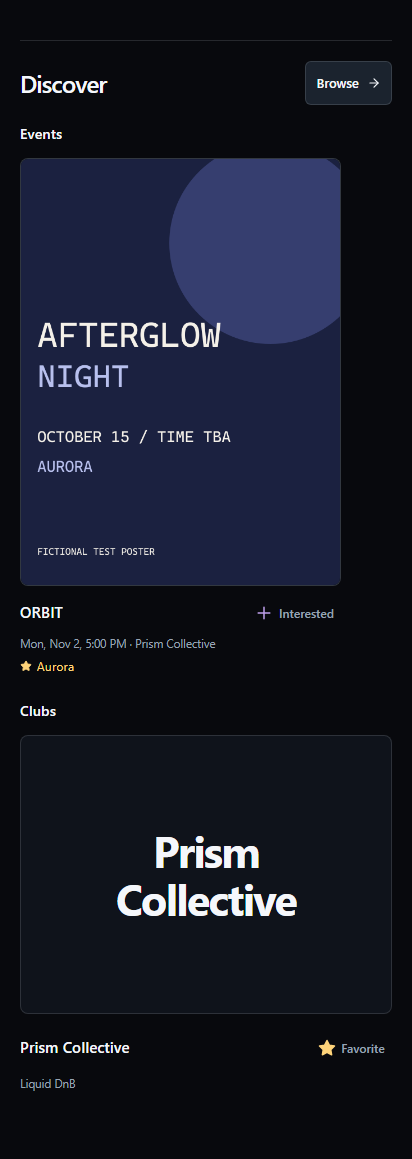 Discover
Browse →
Events
AFTERGLOW
NIGHT
OCTOBER 15 / TIME TBA
AURORA
FICTIONAL TEST POSTER
ORBIT
Interested
Mon, Nov 2, 5:00 PM · Prism Collective
Aurora
Clubs
Prism
Collective
Prism Collective
Favorite
Liquid DnB